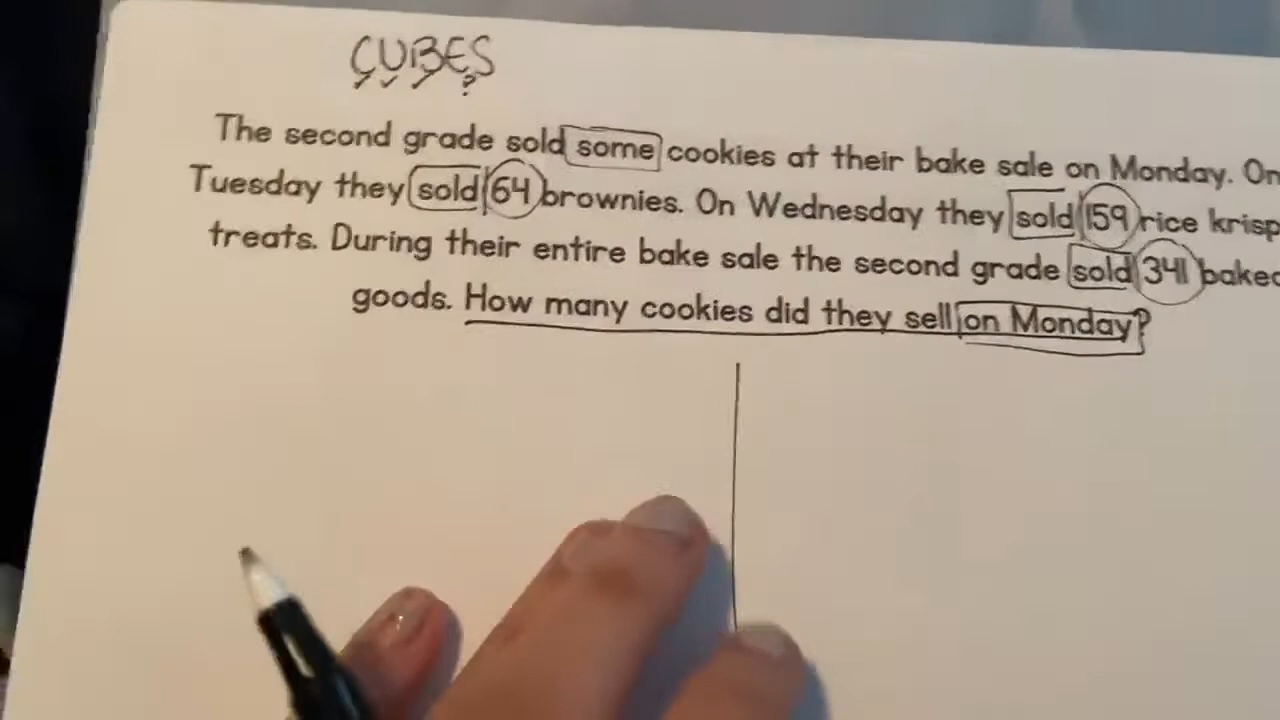 CUBES
?
The second grade sold some cookies at their bake sale on Monday. On
Tuesday they sold 64 brownies. On Wednesday they sold 159 rice krisp
treats. During their entire bake sale the second grade sold 341 baked
goods. How many cookies did they sell on Monday?